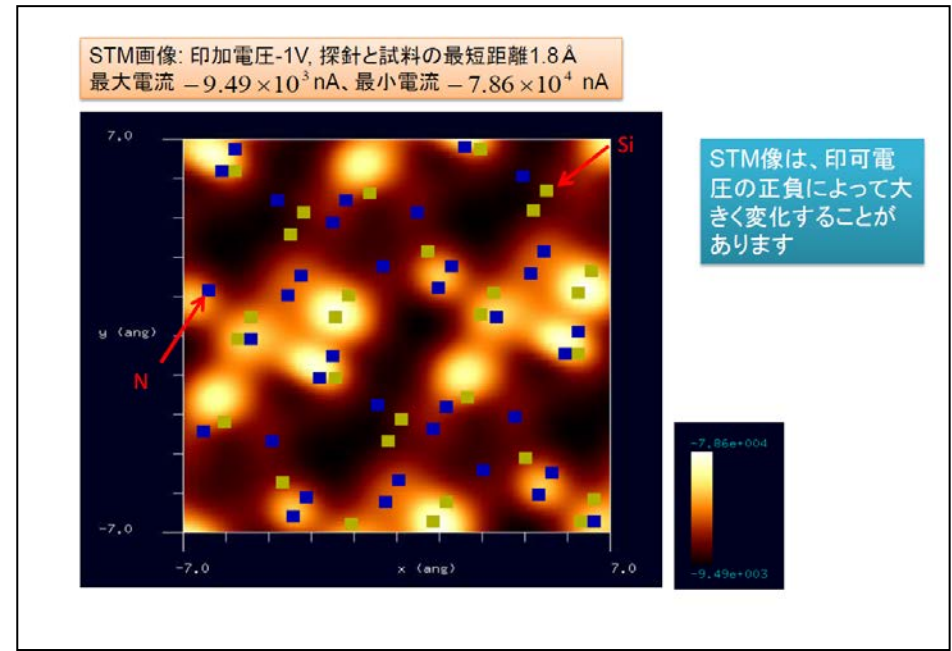 STM画像: 印加電圧-1V, 探針と試料の最短距離1.8Å
最大電流 －9.49×10³ nA、最小電流 －7.86×10⁴ nA
7.0
Si
STM像は、印可電
圧の正負によって大
きく変化することが
あります
y (ang)
N
-7.86e+004
-7.0
-9.49e+003
-7.0
x (ang)
7.0